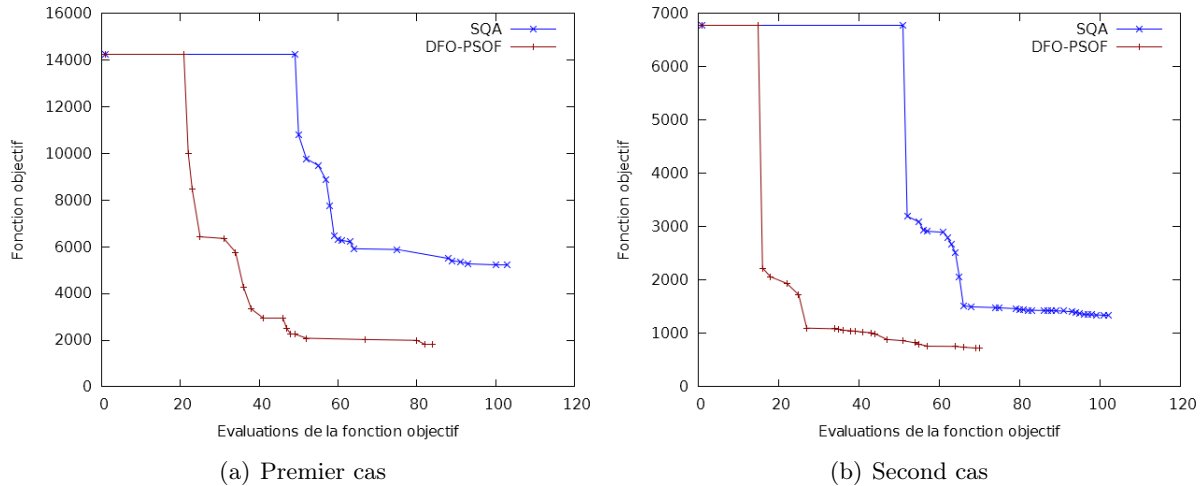 16000
14000
12000
10000
8000
6000
4000
2000
0
0 20 40 60 80 100 120
Fonction objectif
Evaluations de la fonction objectif
SQA
DFO-PSOF
(a) Premier cas
7000
6000
5000
4000
3000
2000
1000
0
0 20 40 60 80 100 120
Fonction objectif
Evaluations de la fonction objectif
SQA
DFO-PSOF
(b) Second cas